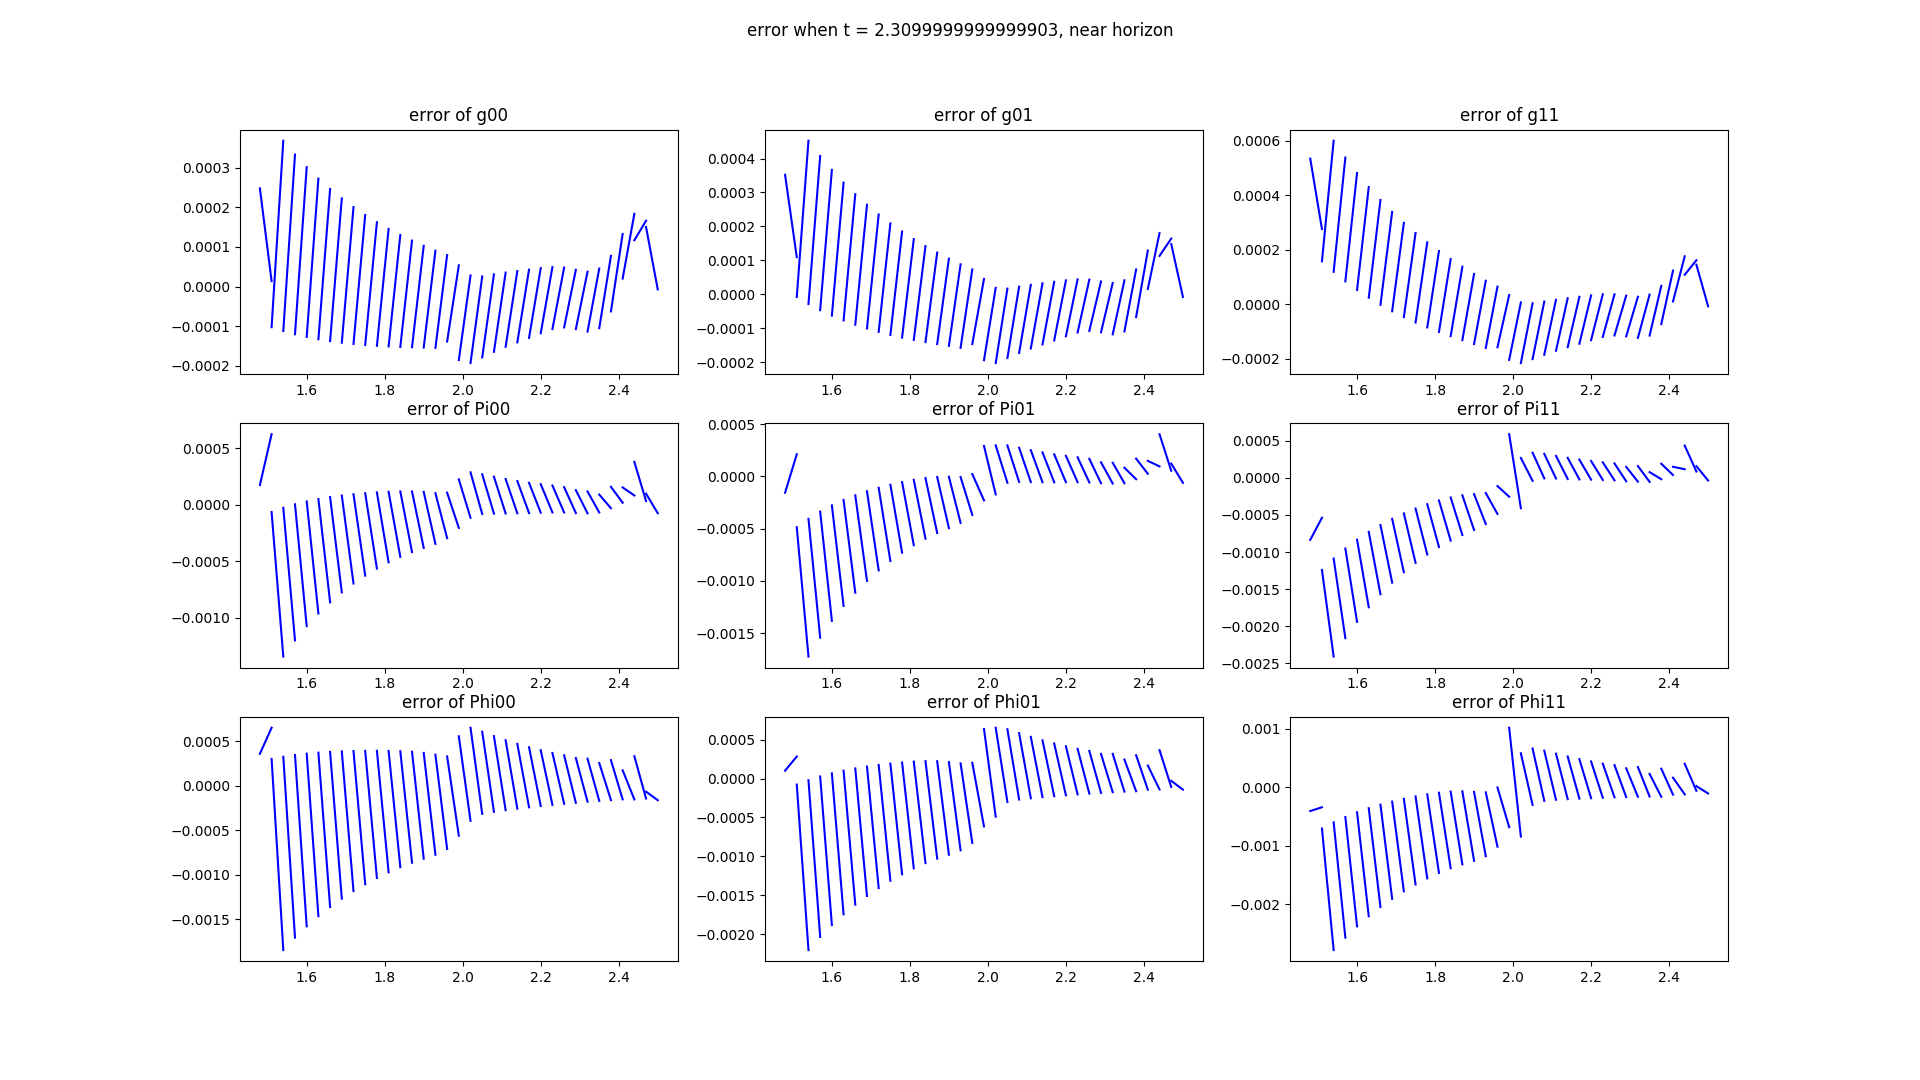 error when t = 2.3099999999999903, near horizon
error of g00
error of g01
error of g11
0.0003
0.0002
0.0001
0.0000
−0.0001
−0.0002
1.6 1.8 2.0 2.2 2.4
0.0004
0.0003
0.0002
0.0001
0.0000
−0.0001
−0.0002
1.6 1.8 2.0 2.2 2.4
0.0006
0.0004
0.0002
0.0000
−0.0002
1.6 1.8 2.0 2.2 2.4
error of Pi00
error of Pi01
error of Pi11
0.0005
0.0000
−0.0005
−0.0010
1.6 1.8 2.0 2.2 2.4
0.0005
0.0000
−0.0005
−0.0010
−0.0015
1.6 1.8 2.0 2.2 2.4
0.0005
0.0000
−0.0005
−0.0010
−0.0015
−0.0020
−0.0025
1.6 1.8 2.0 2.2 2.4
error of Phi00
error of Phi01
error of Phi11
0.0005
0.0000
−0.0005
−0.0010
−0.0015
1.6 1.8 2.0 2.2 2.4
0.0005
0.0000
−0.0005
−0.0010
−0.0015
−0.0020
1.6 1.8 2.0 2.2 2.4
0.001
0.000
−0.001
−0.002
1.6 1.8 2.0 2.2 2.4